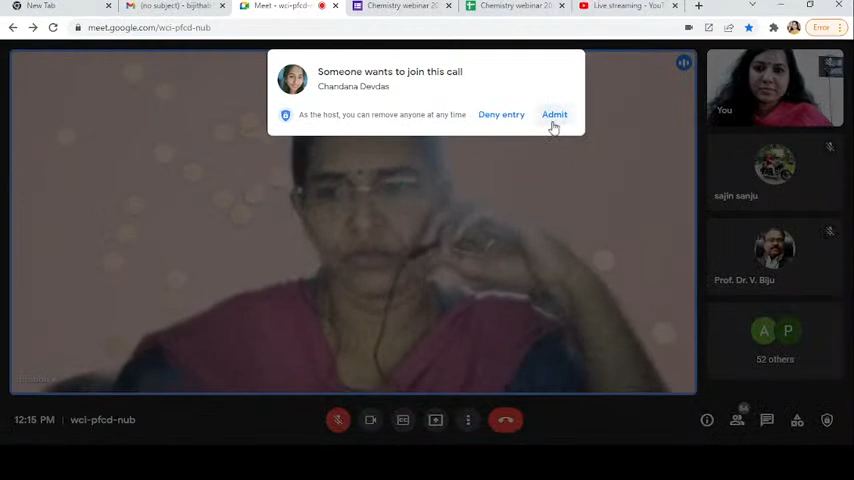 New Tab
(no subject) - bijithab
Meet - wci-pfcd-
Chemistry webinar 20
Chemistry webinar 20
Live streaming - YouT
meet.google.com/wci-pfcd-nub
Error
Someone wants to join this call
Chandana Devdas
As the host, you can remove anyone at any time
Deny entry
Admit
You
sajin sanju
Prof. Dr. V. Biju
A P
52 others
12:15 PM | wci-pfcd-nub
CC
54